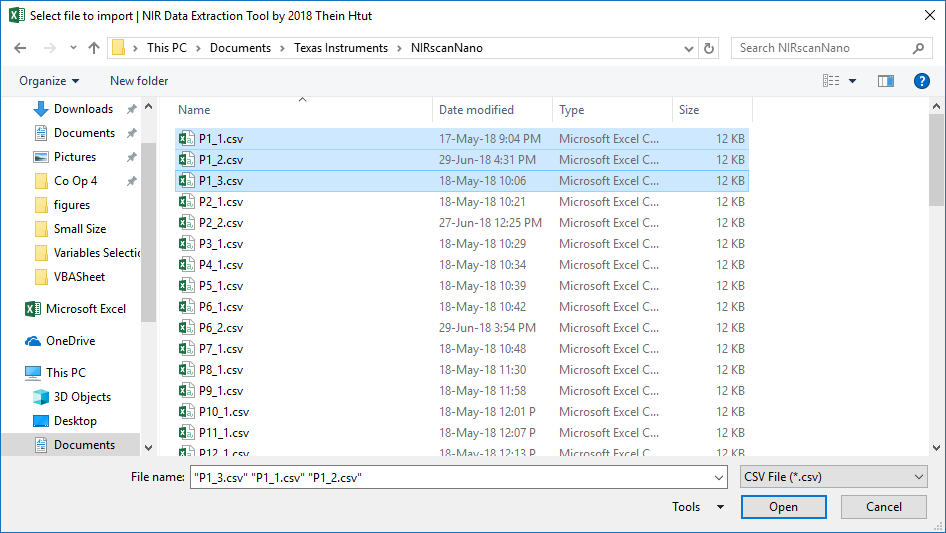 Select file to import | NIR Data Extraction Tool by 2018 Thein Htut
This PC > Documents > Texas Instruments > NIRscanNano
Search NIRscanNano
Organize New folder
Downloads
Documents
Pictures
Co Op 4
figures
Small Size
Variables Selectic
VBASheet
Microsoft Excel
OneDrive
This PC
3D Objects
Desktop
Documents
Name Date modified Type Size
P1_1.csv 17-May-18 9:04 PM Microsoft Excel C... 12 KB
P1_2.csv 29-Jun-18 4:31 PM Microsoft Excel C... 12 KB
P1_3.csv 18-May-18 10:06 Microsoft Excel C... 12 KB
P2_1.csv 18-May-18 10:21 Microsoft Excel C... 12 KB
P2_2.csv 27-Jun-18 12:25 PM Microsoft Excel C... 12 KB
P3_1.csv 18-May-18 10:29 Microsoft Excel C... 12 KB
P4_1.csv 18-May-18 10:34 Microsoft Excel C... 12 KB
P5_1.csv 18-May-18 10:39 Microsoft Excel C... 12 KB
P6_1.csv 18-May-18 10:42 Microsoft Excel C... 12 KB
P6_2.csv 29-Jun-18 3:54 PM Microsoft Excel C... 12 KB
P7_1.csv 18-May-18 10:48 Microsoft Excel C... 12 KB
P8_1.csv 18-May-18 11:30 Microsoft Excel C... 12 KB
P9_1.csv 18-May-18 11:58 Microsoft Excel C... 12 KB
P10_1.csv 18-May-18 12:01 P Microsoft Excel C... 12 KB
P11_1.csv 18-May-18 12:07 P Microsoft Excel C... 12 KB
P12_1.csv 18-May-18 12:13 P Microsoft Excel C... 12 KB
File name: "P1_3.csv" "P1_1.csv" "P1_2.csv" CSV File (*.csv)
Tools Open Cancel